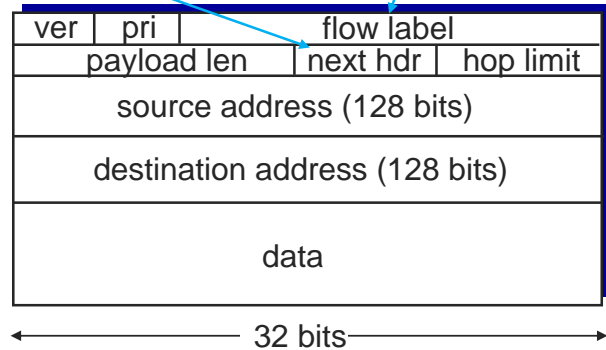 ver pri flow label
payload len next hdr hop limit
source address (128 bits)
destination address (128 bits)
data
32 bits